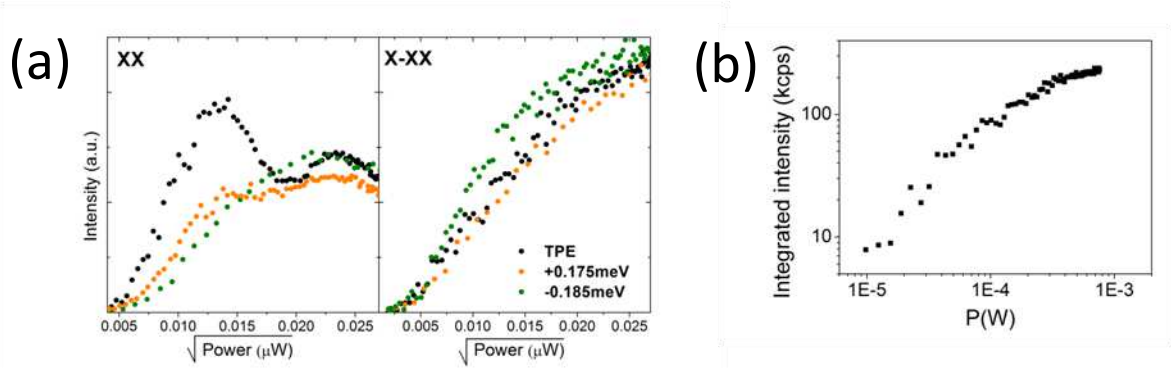 (a)
XX
X-XX
Intensity (a.u.)
TPE
+0.175meV
-0.185meV
0.005 0.010 0.015 0.020 0.025
0.005 0.010 0.015 0.020 0.025
√Power (μW)
√Power (μW)
(b)
Integrated intensity (kcps)
100
10
1E-5 1E-4 1E-3
P(W)